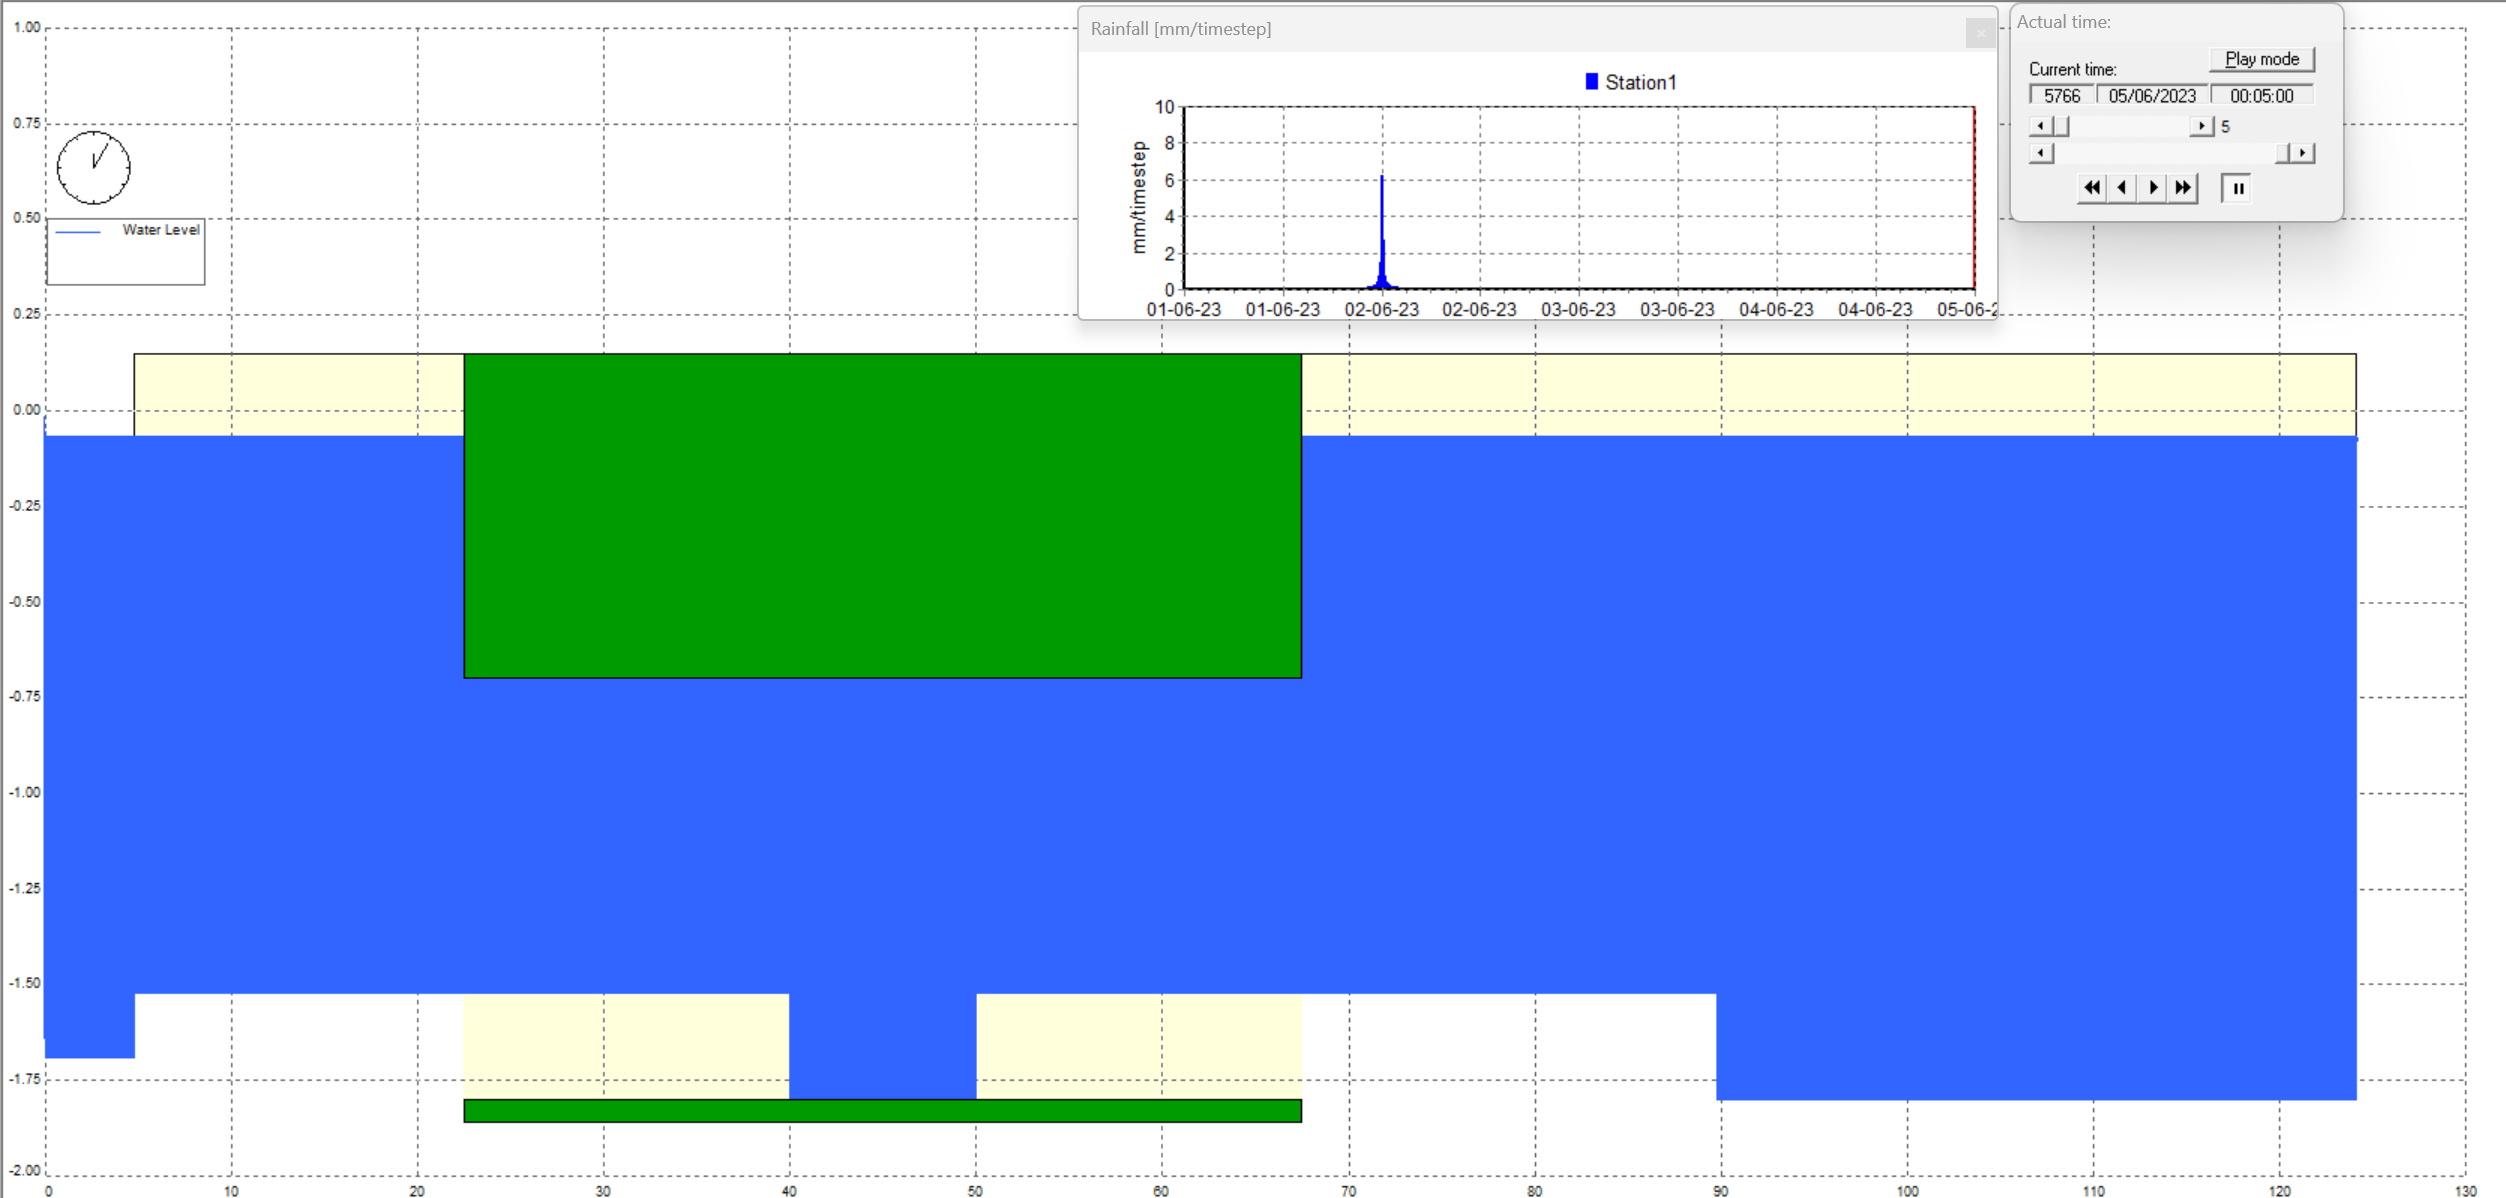 Rainfall [mm/timestep]
Station1
mm/timestep
10
8
6
4
2
0
01-06-23 01-06-23 02-06-23 02-06-23 03-06-23 03-06-23 04-06-23 04-06-23 05-06-2
Actual time:
Play mode
Current time:
5766 05/06/2023 00:05:00
5
Water Level
1.00
0.75
0.50
0.25
0.00
-0.25
-0.50
-0.75
-1.00
-1.25
-1.50
-1.75
-2.00
0 10 20 30 40 50 60 70 80 90 100 110 120 130